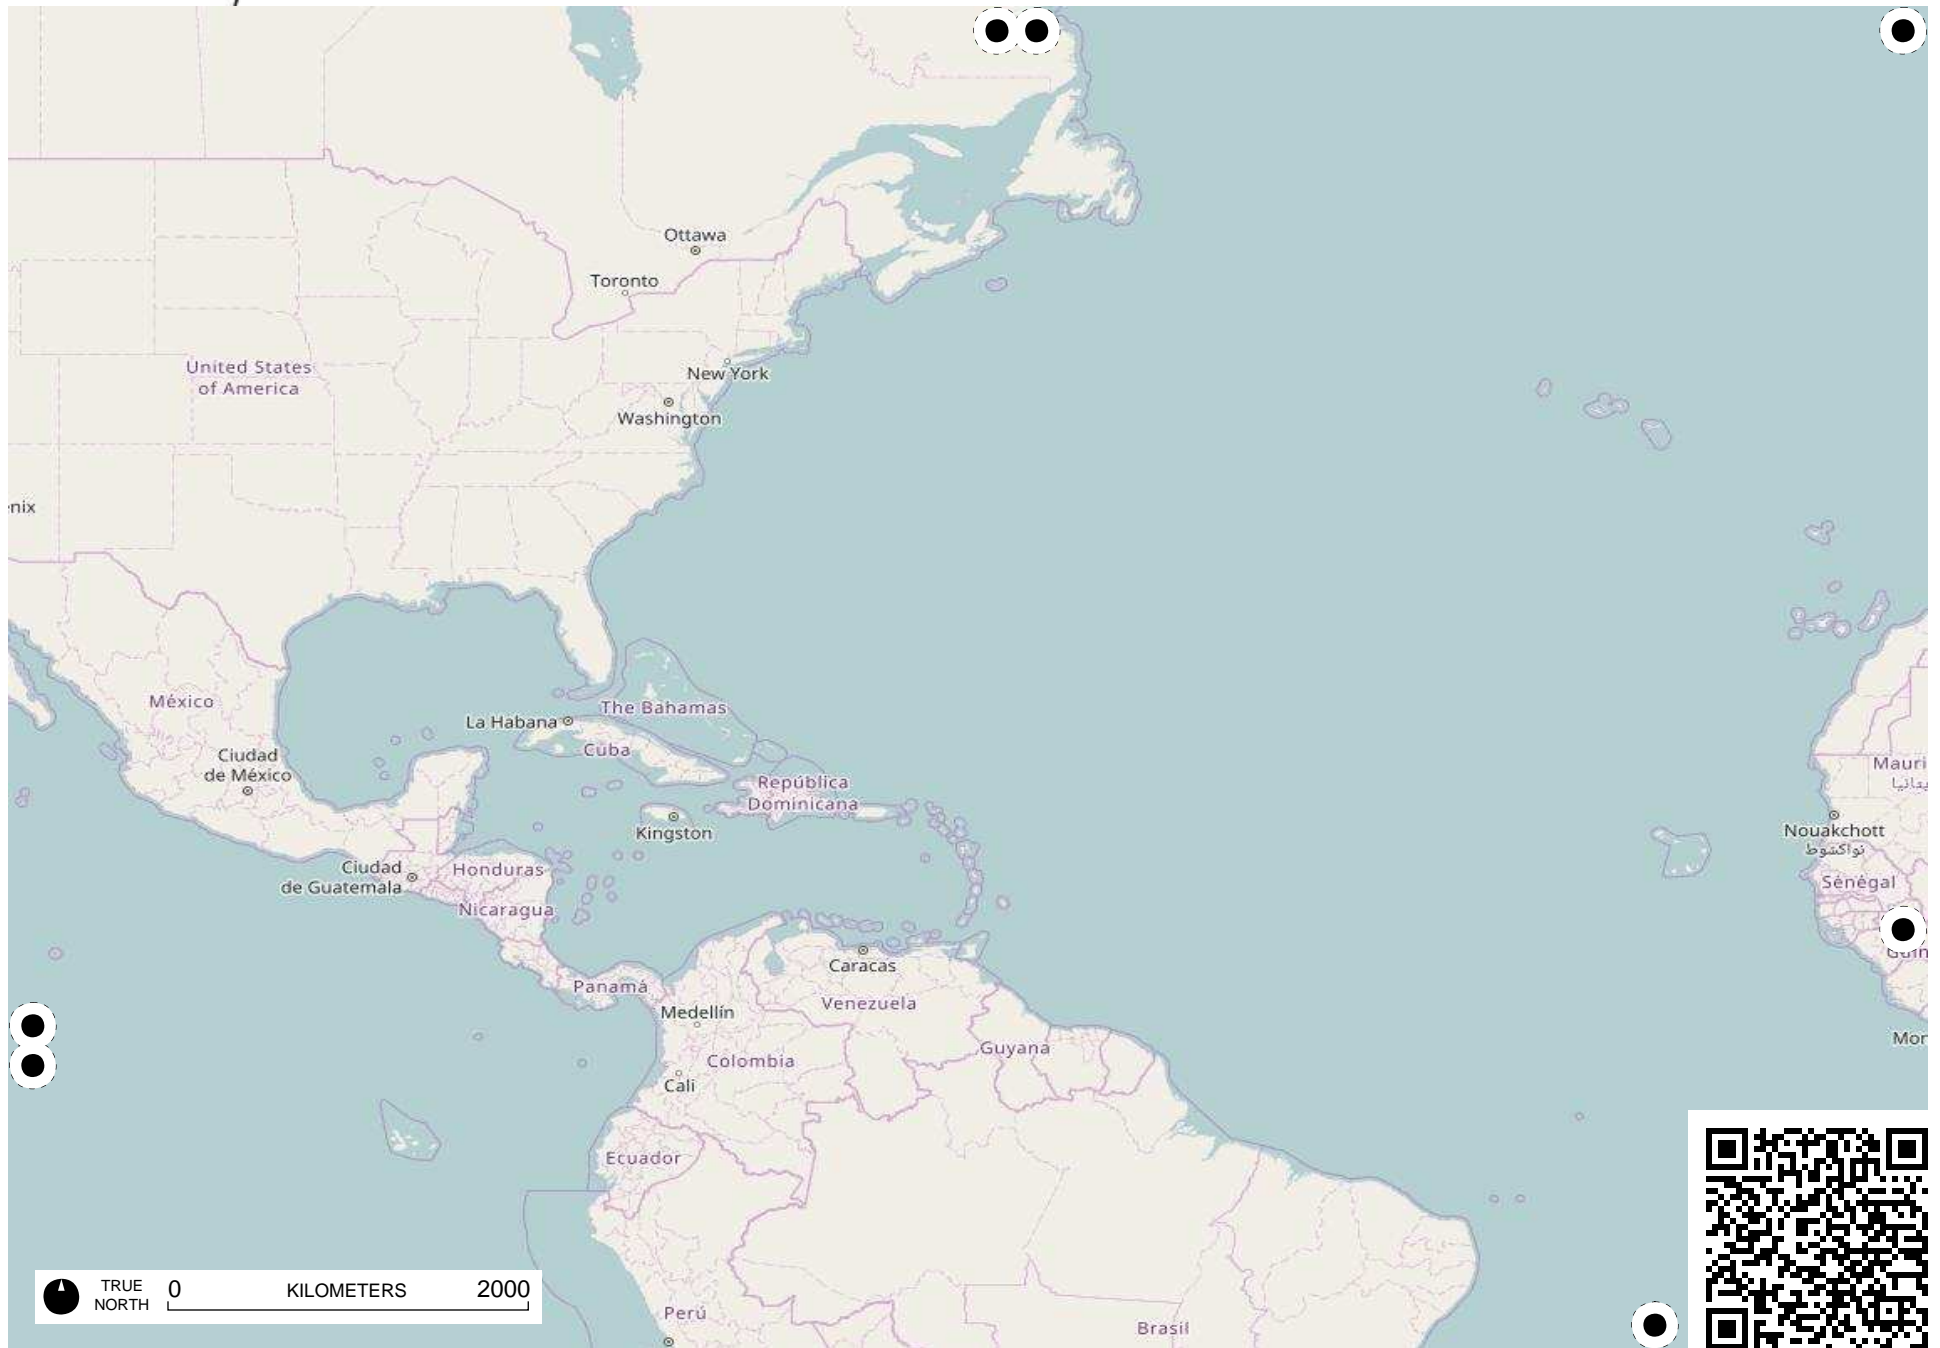 Ottawa
Toronto
United States
of America
New York
Washington
enix
México
La Habana
The Bahamas
Cuba
Ciudad
de México
República
Dominicana
Kingston
Mauri
Nouakchott
نواكشوط
Ciudad
de Guatemala
Honduras
Sénégal
Nicaragua
Caracas
Panamá
Venezuela
Medellín
Guyana
Mor
Colombia
Cali
Ecuador
TRUE
NORTH
0 KILOMETERS 2000
Perú
Brasil